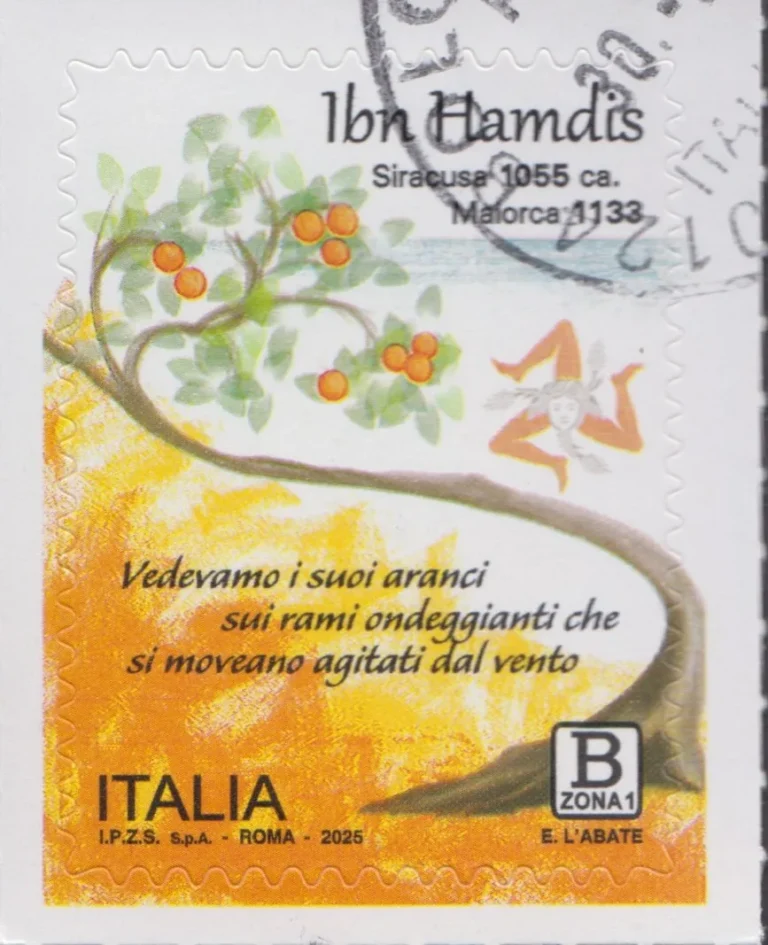 Ibn Hamdis
Siracusa 1055 ca.
Maiorca 1133
Vedevamo i suoi aranci
sui rami ondeggianti che
si moveano agitati dal vento
B
ZONA 1
ITALIA
I.P.Z.S. S.p.A. - ROMA - 2025
E. L'ABATE